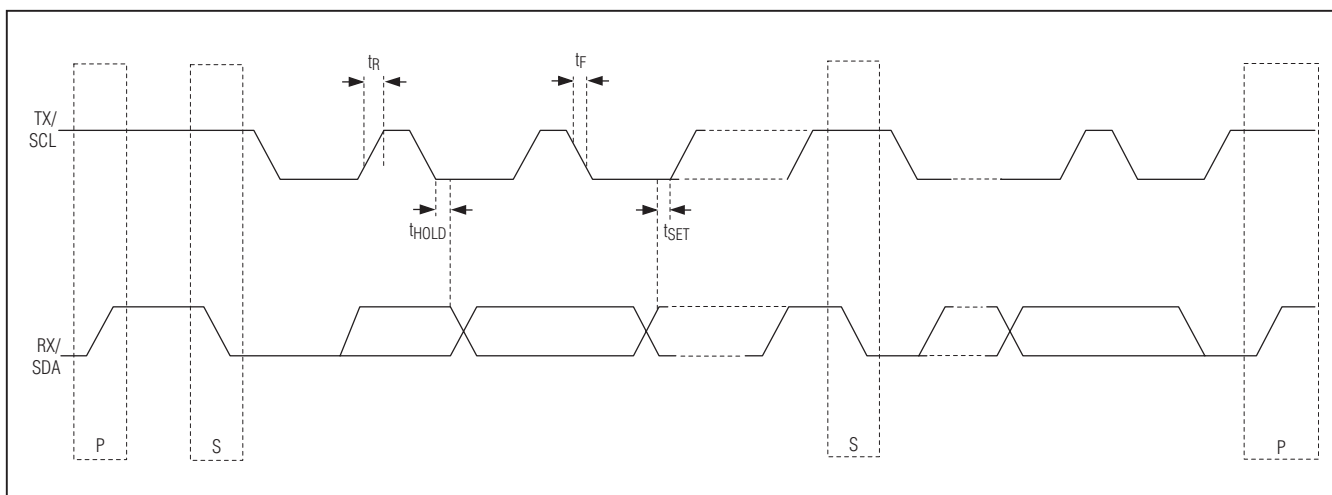 tR
tF
TX/
SCL
tHOLD
tSET
RX/
SDA
P
S
S
P